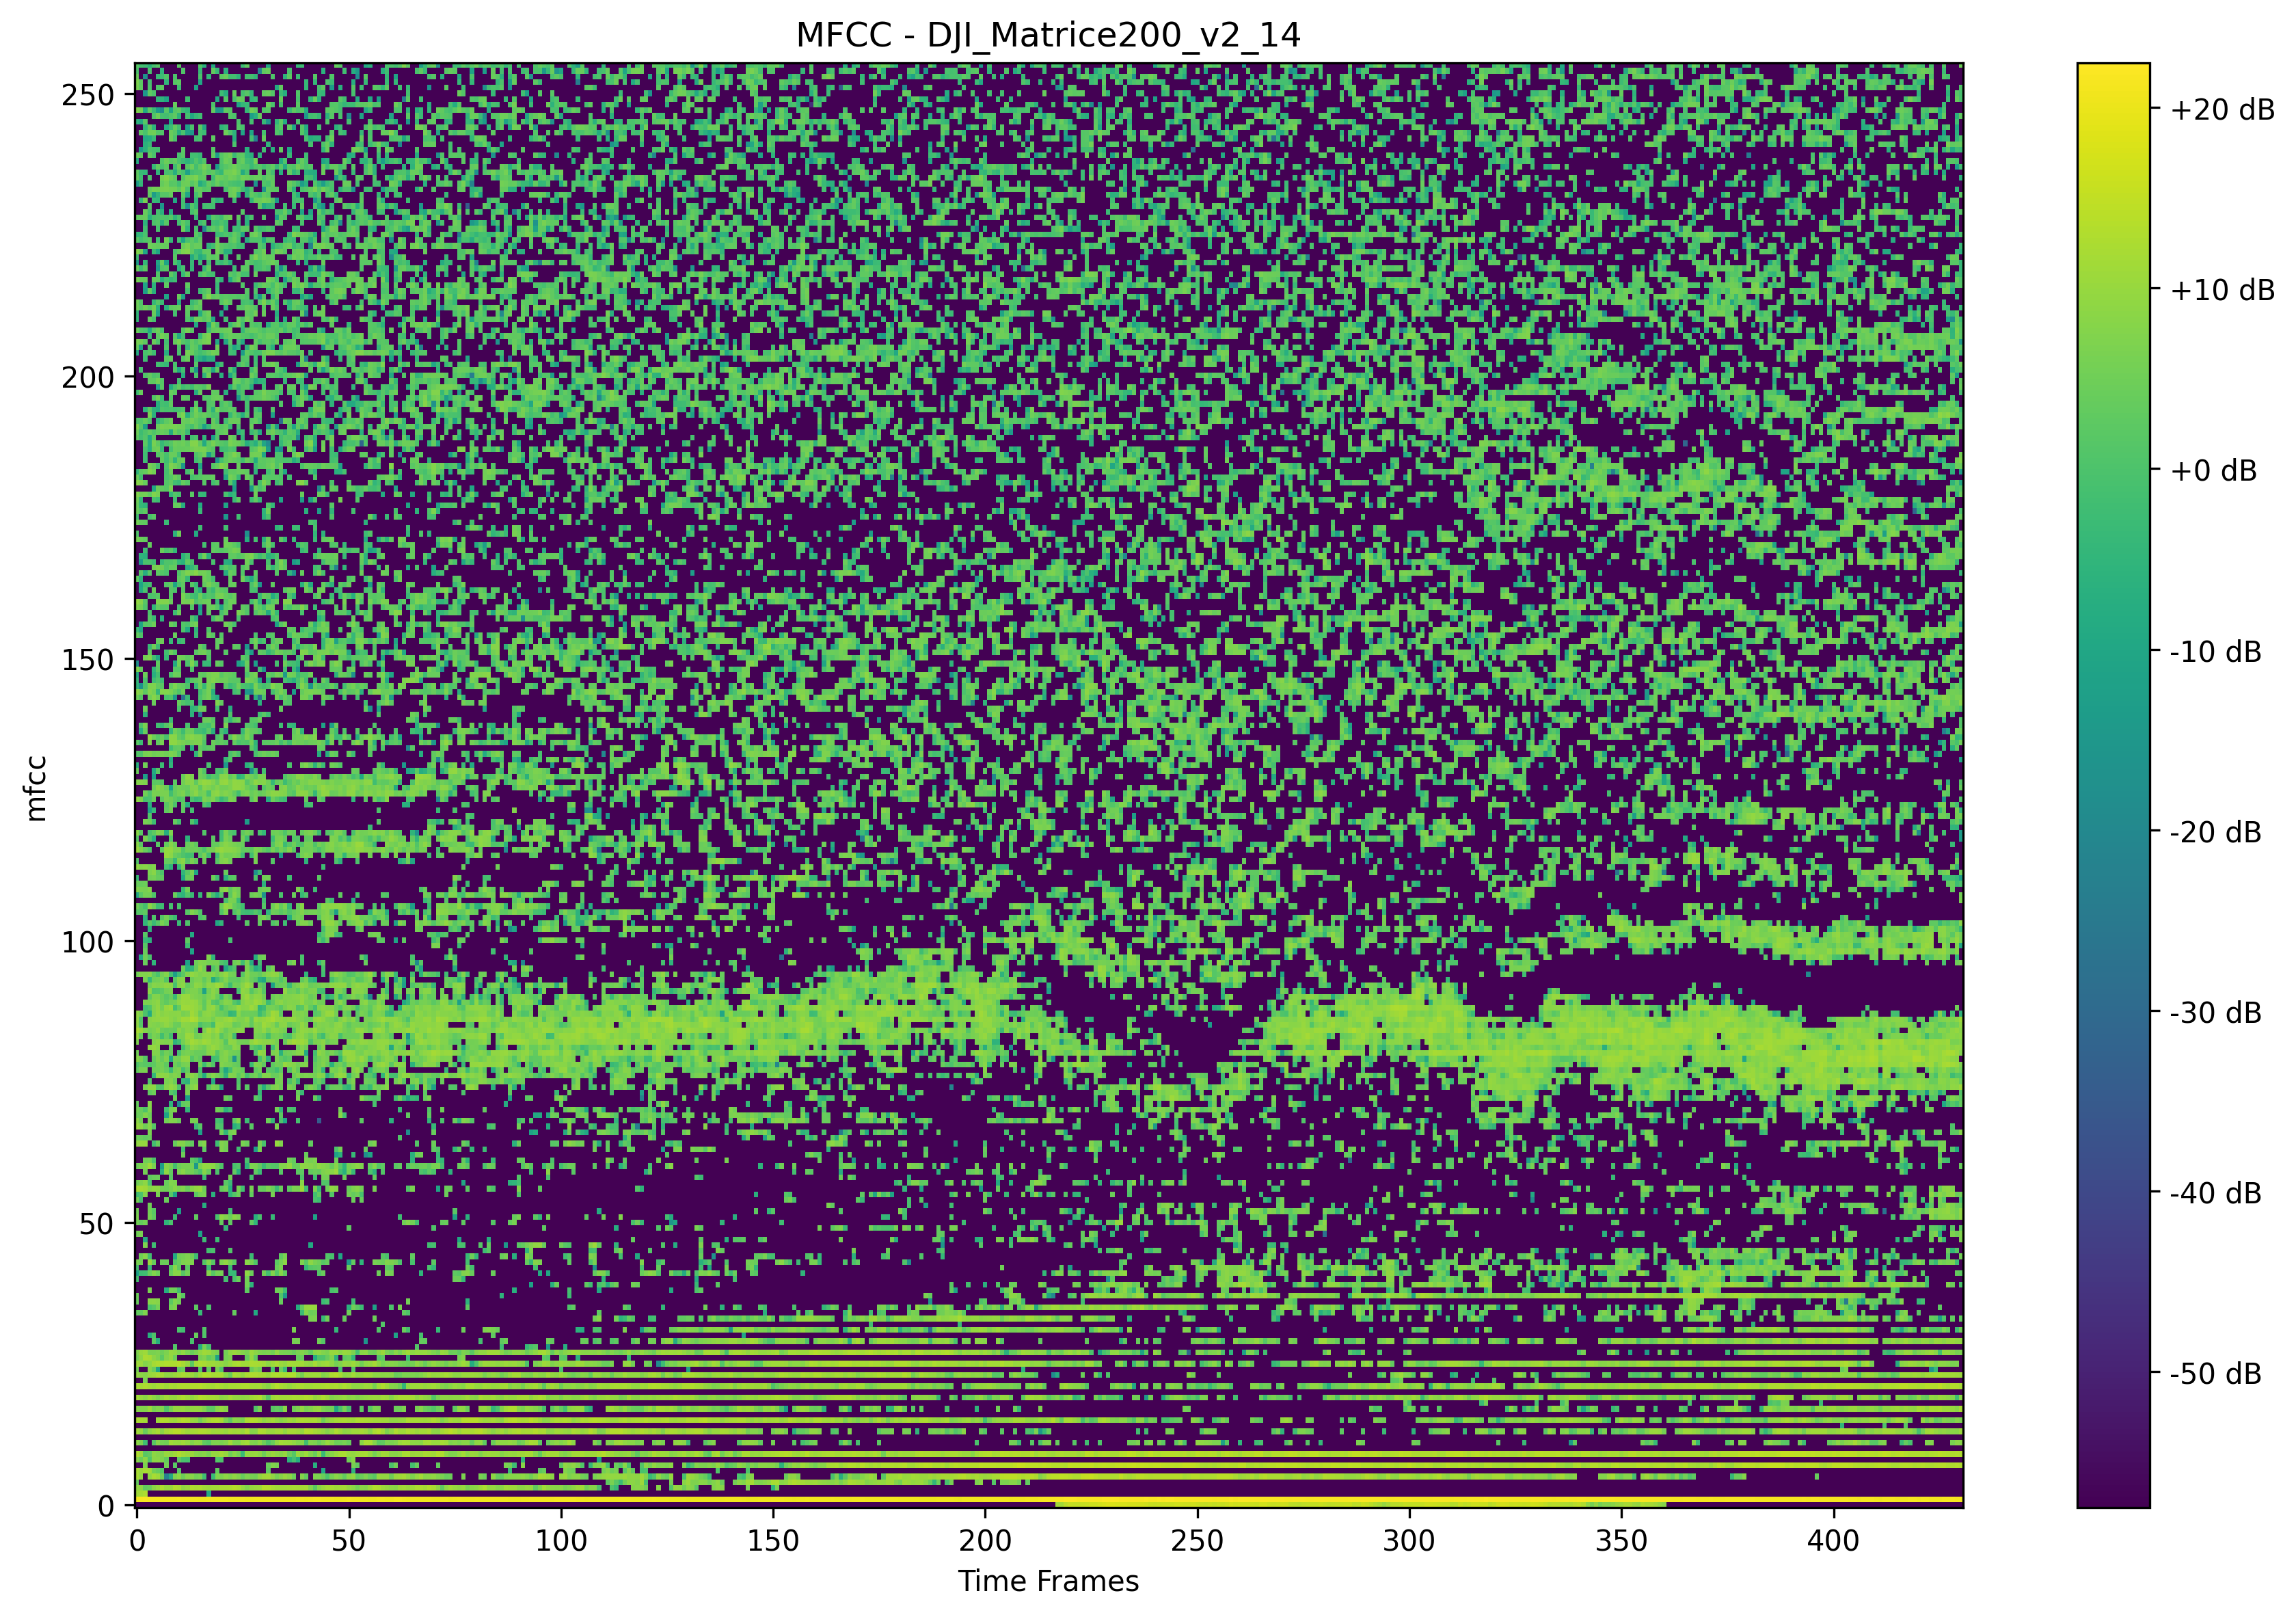 MFCC - DJI_Matrice200_v2_14
250
200
150
100
50
0
mfcc
0 50 100 150 200 250 300 350 400
Time Frames
+20 dB
+10 dB
+0 dB
-10 dB
-20 dB
-30 dB
-40 dB
-50 dB